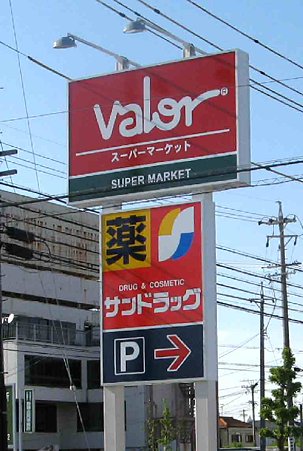 Valor®
スーパーマーケット
SUPER MARKET
薬
DRUG & COSMETIC
サンドラッグ
P